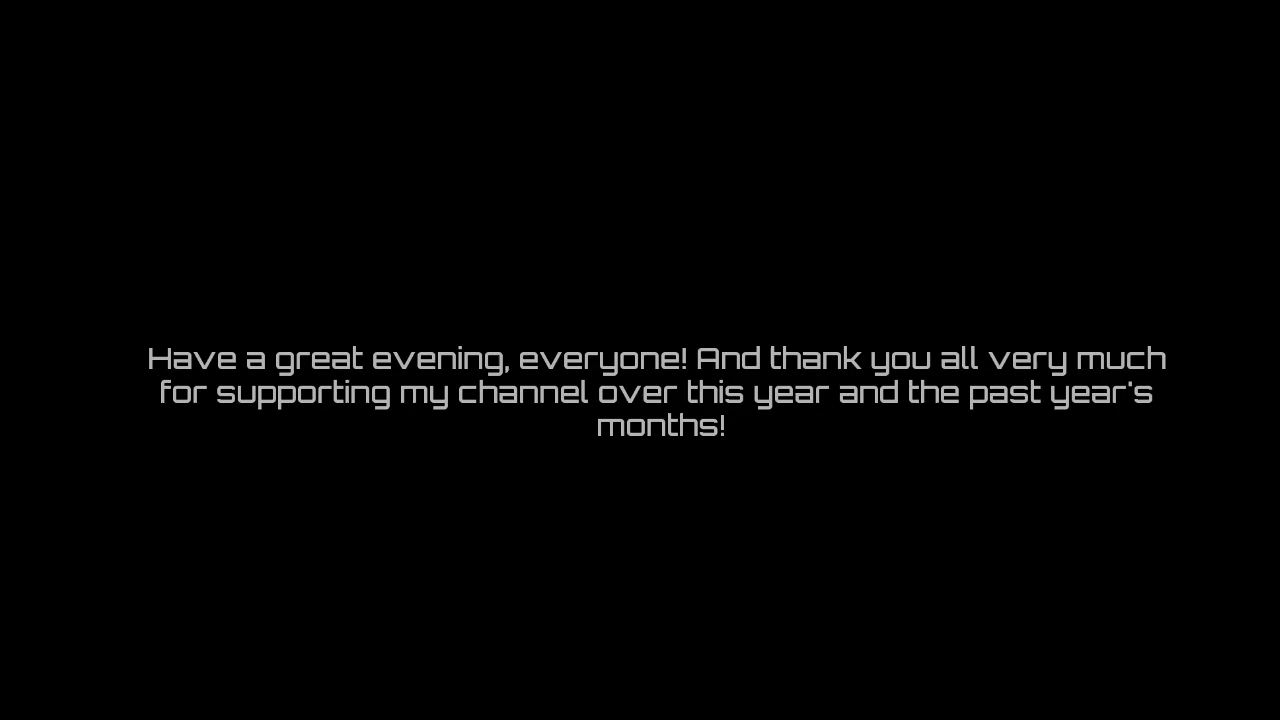 Have a great evening, everyone! And thank you all very much
for supporting my channel over this year and the past year's
months!